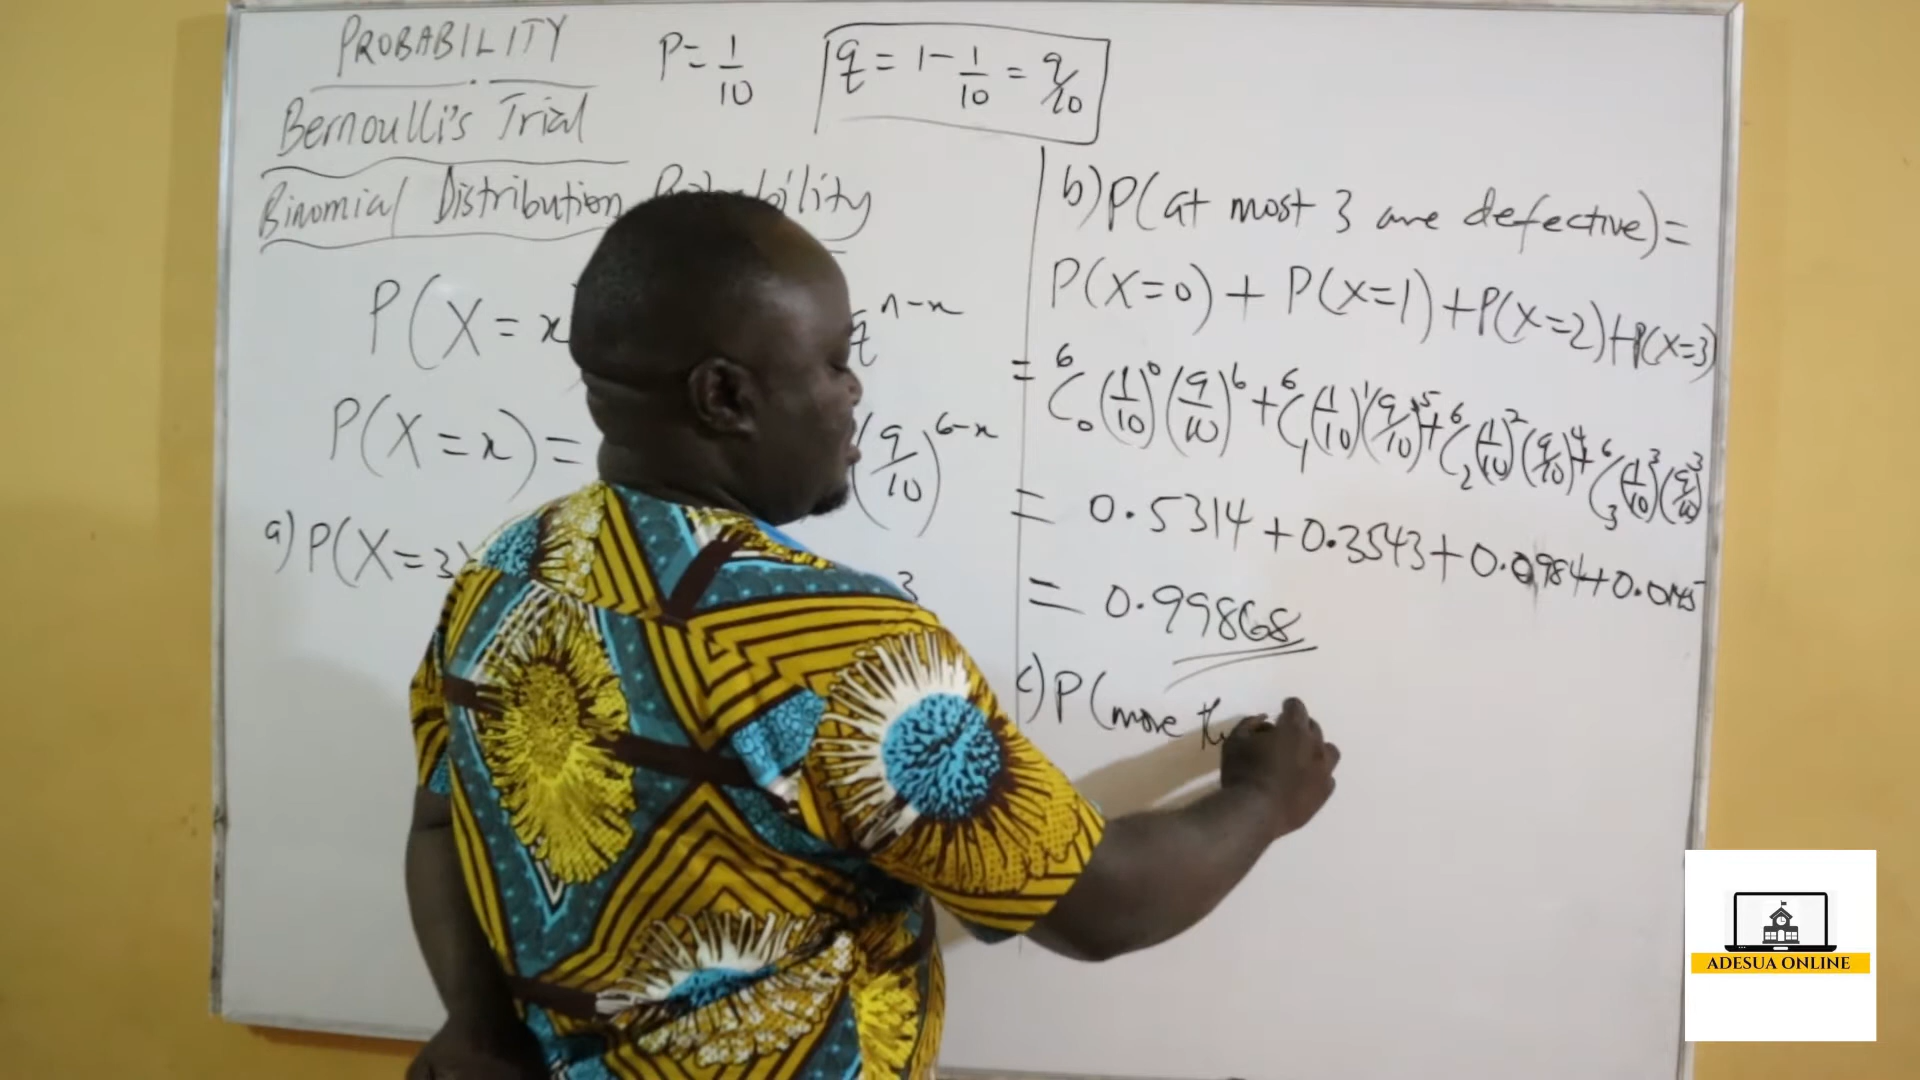 PROBABILITY
P = 1/10
q = 1 - 1/10 = 9/10
Bernoulli's Trial
Binomial Distribution
P(X = x
q^n-x
P(X = x) =
(9/10)^6-x
a) P(X = 3)
3
b) P(at most 3 are defective) =
P(X=0) + P(X=1) + P(X=2) + P(X=3)
= ⁶C₀ (1/10)⁰ (9/10)⁶ + ⁶C₁ (1/10)¹ (9/10)⁵ + ⁶C₂ (1/10)² (9/10)⁴ + ⁶C₃ (1/10)³ (9/10)³
= 0.5314 + 0.3543 + 0.0984 + 0.0145
= 0.99868
c) P(more
ADESUA ONLINE